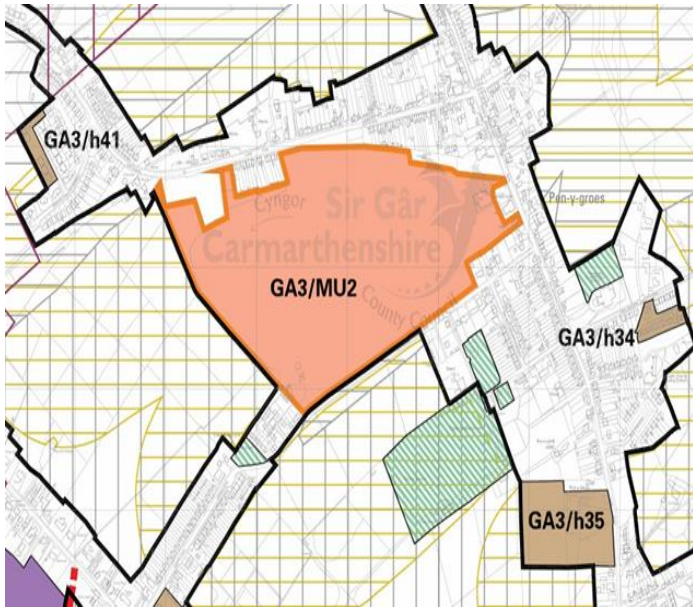 GA3/h41
Cyngor Sir Gâr
Carmarthenshire
County Council
Pen-y-groes
GA3/MU2
GA3/h34
GA3/h35